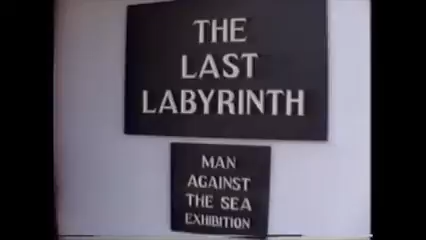 THE
LAST
LABYRINTH
MAN
AGAINST
THE SEA
EXHIBITION